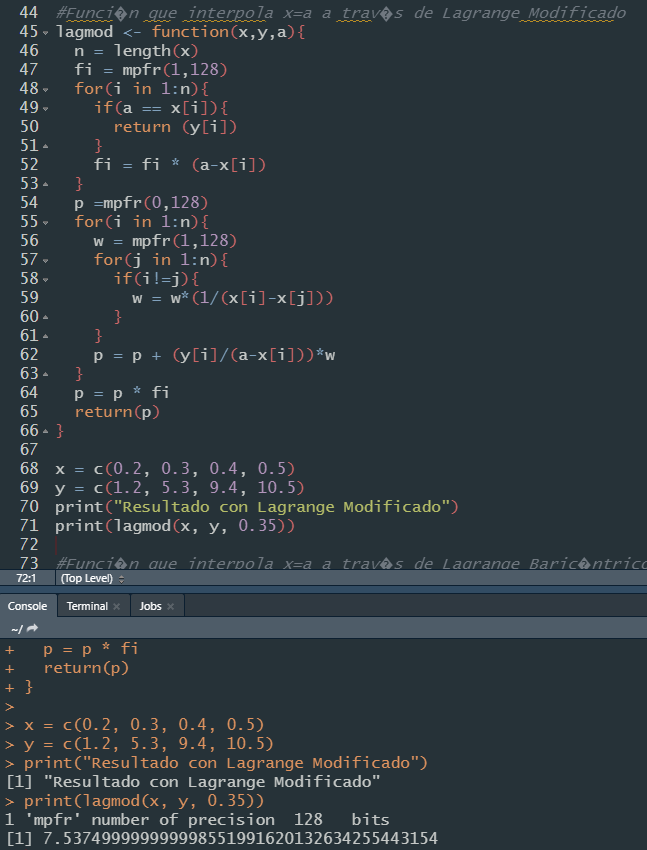 44 #Funci�n que interpola x=a a trav�s de Lagrange Modificado
45 lagmod <- function(x,y,a){
46   n = length(x)
47   fi = mpfr(1,128)
48   for(i in 1:n){
49     if(a == x[i]){
50       return (y[i])
51     }
52     fi = fi * (a-x[i])
53   }
54   p =mpfr(0,128)
55   for(i in 1:n){
56     w = mpfr(1,128)
57     for(j in 1:n){
58       if(i!=j){
59         w = w*(1/(x[i]-x[j]))
60       }
61     }
62     p = p + (y[i]/(a-x[i]))*w
63   }
64   p = p * fi
65   return(p)
66 }
67
68 x = c(0.2, 0.3, 0.4, 0.5)
69 y = c(1.2, 5.3, 9.4, 10.5)
70 print("Resultado con Lagrange Modificado")
71 print(lagmod(x, y, 0.35))
72
73 #Funci�n que interpola x=a a trav�s de Lagrange Baric�ntrico
72:1 (Top Level)
Console Terminal Jobs
~/
+   p = p * fi
+   return(p)
+ }
>
> x = c(0.2, 0.3, 0.4, 0.5)
> y = c(1.2, 5.3, 9.4, 10.5)
> print("Resultado con Lagrange Modificado")
[1] "Resultado con Lagrange Modificado"
> print(lagmod(x, y, 0.35))
1 'mpfr' number of precision  128   bits
[1] 7.5374999999999985519916201326342554431​54